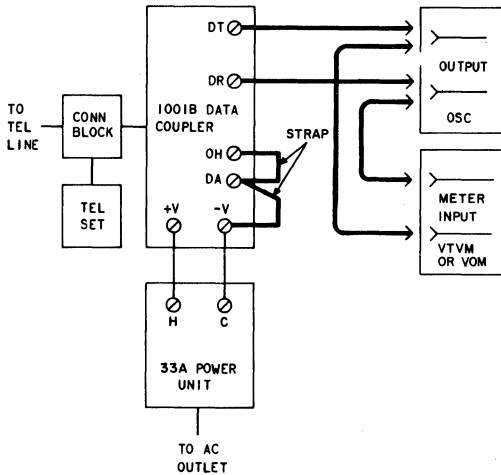 DT
DR
1001B DATA
COUPLER
OH
DA
+V
-V
STRAP
TO
TEL
LINE
CONN
BLOCK
TEL
SET
OUTPUT
OSC
METER
INPUT
VTVM
OR VOM
H
C
33A POWER
UNIT
TO AC
OUTLET